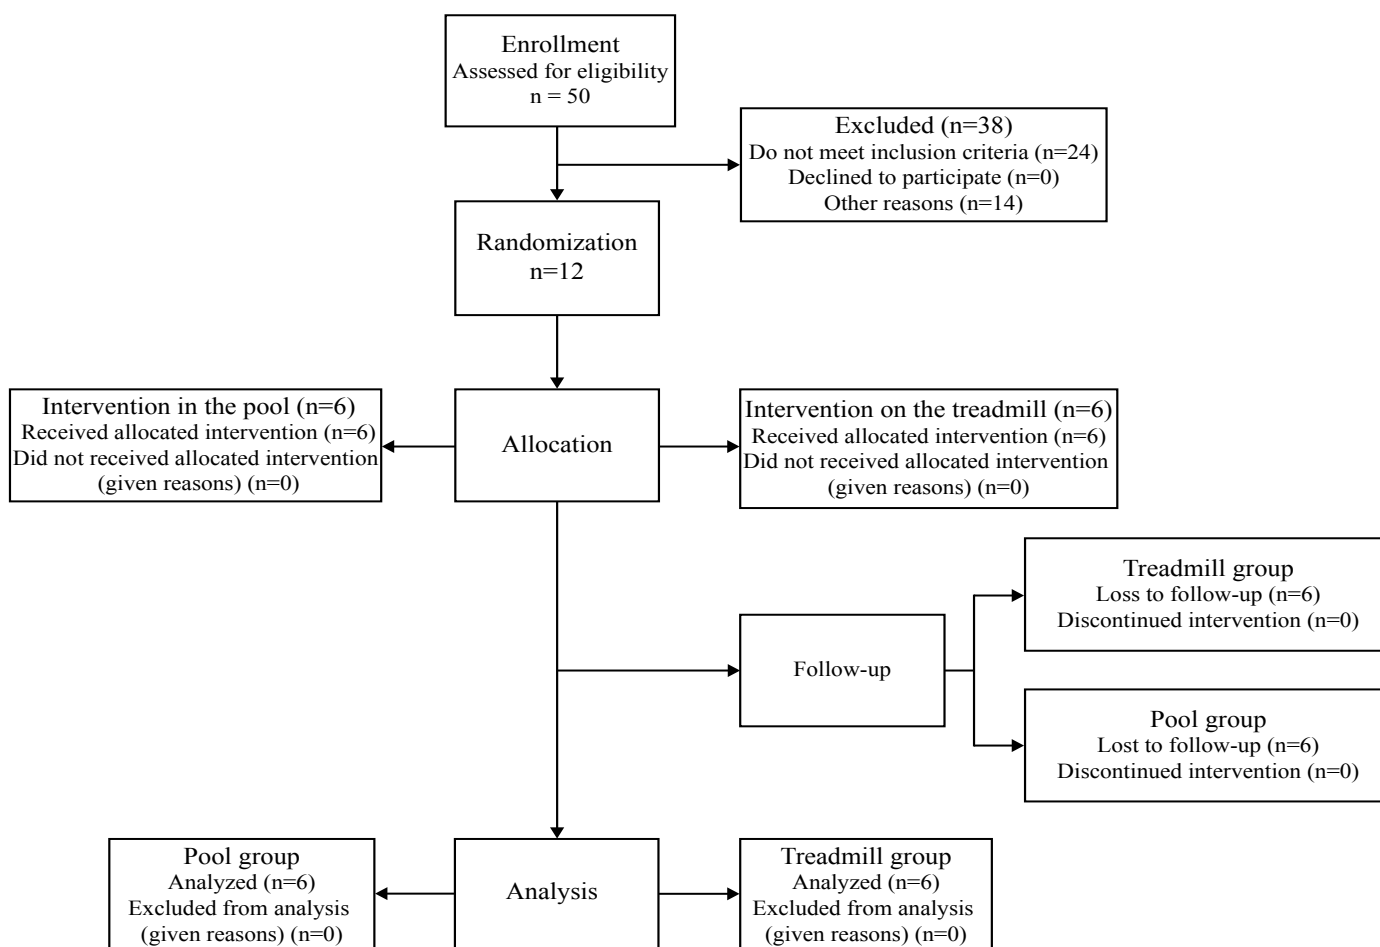 Enrollment
Assessed for eligibility
n = 50
Excluded (n=38)
Do not meet inclusion criteria (n=24)
Declined to participate (n=0)
Other reasons (n=14)
Randomization
n=12
Intervention in the pool (n=6)
Received allocated intervention (n=6)
Did not received allocated intervention
(given reasons) (n=0)
Allocation
Intervention on the treadmill (n=6)
Received allocated intervention (n=6)
Did not received allocated intervention
(given reasons) (n=0)
Follow-up
Treadmill group
Loss to follow-up (n=6)
Discontinued intervention (n=0)
Pool group
Lost to follow-up (n=6)
Discontinued intervention (n=0)
Pool group
Analyzed (n=6)
Excluded from analysis
(given reasons) (n=0)
Analysis
Treadmill group
Analyzed (n=6)
Excluded from analysis
(given reasons) (n=0)